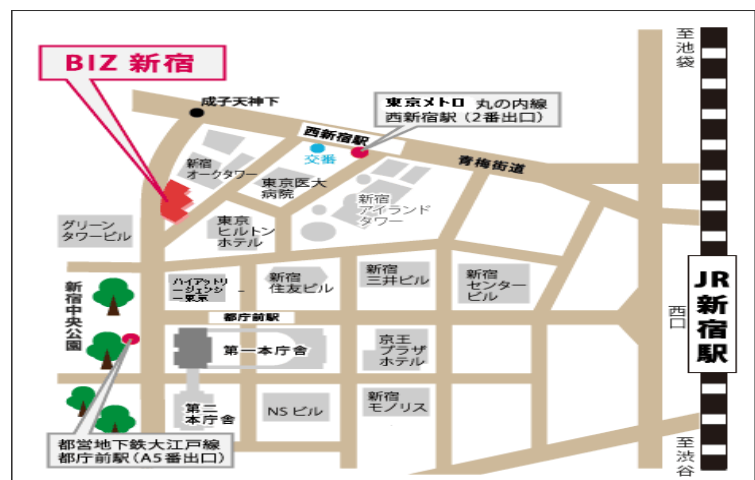 至池袋
BIZ 新宿
成子天神下
東京メトロ 丸の内線
西新宿駅(2番出口)
西新宿駅
交番
青梅街道
新宿
オークタワー
東京医大
病院
新宿
アイランド
タワー
グリーン
タワービル
東京
ヒルトン
ホテル
ハイアットリ
ージェンシ
ー東京
新宿
住友ビル
新宿
三井ビル
新宿
センター
ビル
新宿中央公園
都庁前駅
第一本庁舎
京王
プラザ
ホテル
西口
JR新宿駅
第二
本庁舎
NSビル
新宿
モノリス
都営地下鉄大江戸線
都庁前駅(A5番出口)
至渋谷